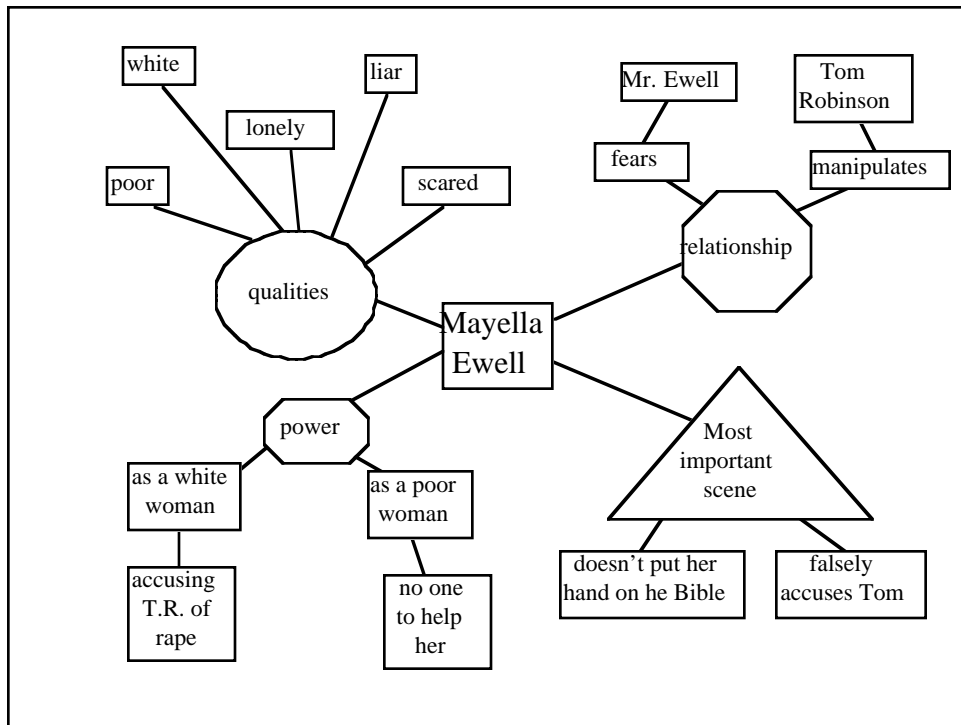 white
liar
lonely
poor
scared
qualities
Mr. Ewell
Tom
Robinson
fears
manipulates
relationship
Mayella
Ewell
power
as a white
woman
as a poor
woman
accusing
T.R. of
rape
no one
to help
her
Most
important
scene
doesn't put her
hand on he Bible
falsely
accuses Tom